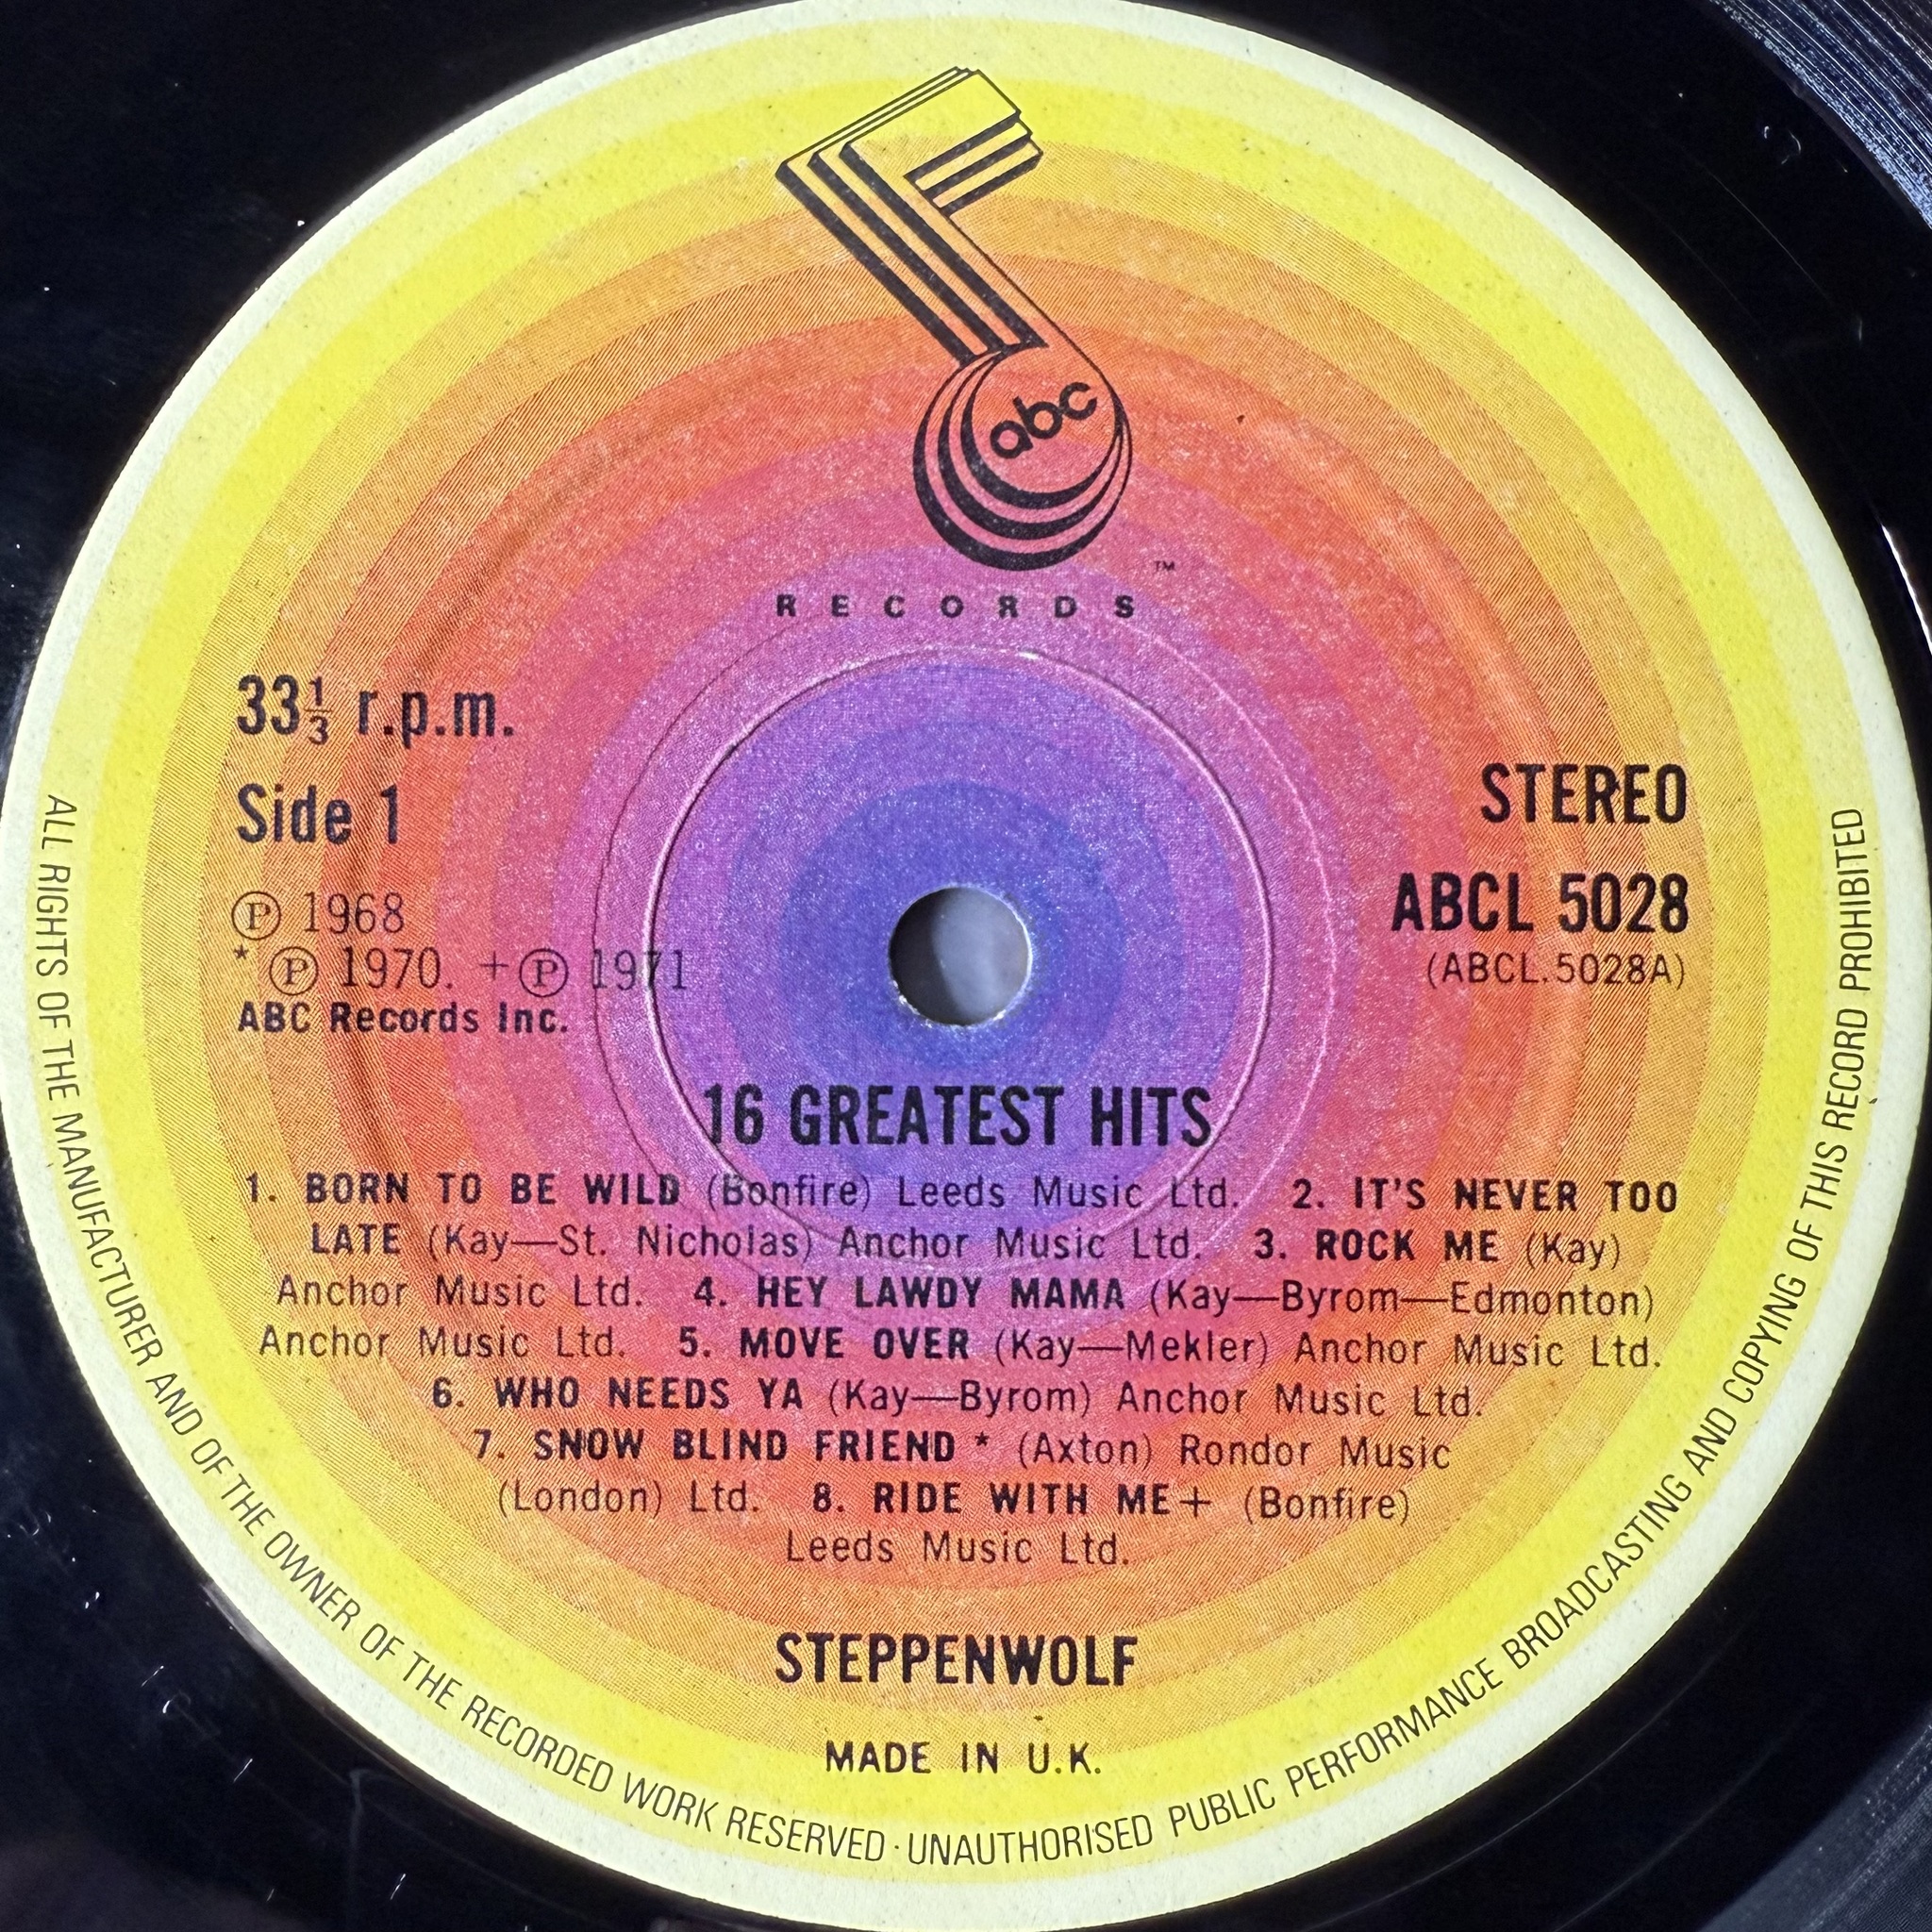 abc
™
RECORDS
33⅓ r.p.m.
Side 1
STEREO
ABCL 5028
(ABCL.5028A)
Ⓟ 1968
* Ⓟ 1970. +Ⓟ 1971
ABC Records Inc.
16 GREATEST HITS
1. BORN TO BE WILD (Bonfire) Leeds Music Ltd. 2. IT'S NEVER TOO
LATE (Kay—St. Nicholas) Anchor Music Ltd. 3. ROCK ME (Kay)
Anchor Music Ltd. 4. HEY LAWDY MAMA (Kay—Byrom—Edmonton)
Anchor Music Ltd. 5. MOVE OVER (Kay—Mekler) Anchor Music Ltd.
6. WHO NEEDS YA (Kay—Byrom) Anchor Music Ltd.
7. SNOW BLIND FRIEND * (Axton) Rondor Music
(London) Ltd. 8. RIDE WITH ME+ (Bonfire)
Leeds Music Ltd.
STEPPENWOLF
MADE IN U.K.
ALL RIGHTS OF THE MANUFACTURER AND OF THE OWNER OF THE RECORDED WORK RESERVED · UNAUTHORISED PUBLIC PERFORMANCE BROADCASTING AND COPYING OF THIS RECORD PROHIBITED